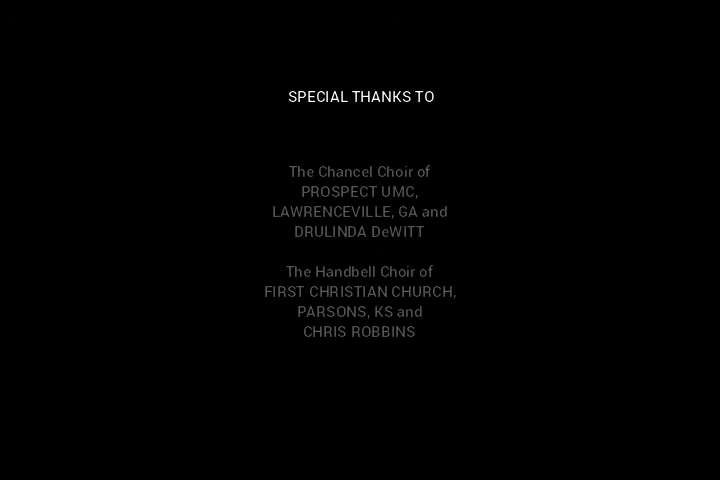 SPECIAL THANKS TO
The Chancel Choir of
PROSPECT UMC,
LAWRENCEVILLE, GA and
DRULINDA DeWITT
The Handbell Choir of
FIRST CHRISTIAN CHURCH,
PARSONS, KS and
CHRIS ROBBINS